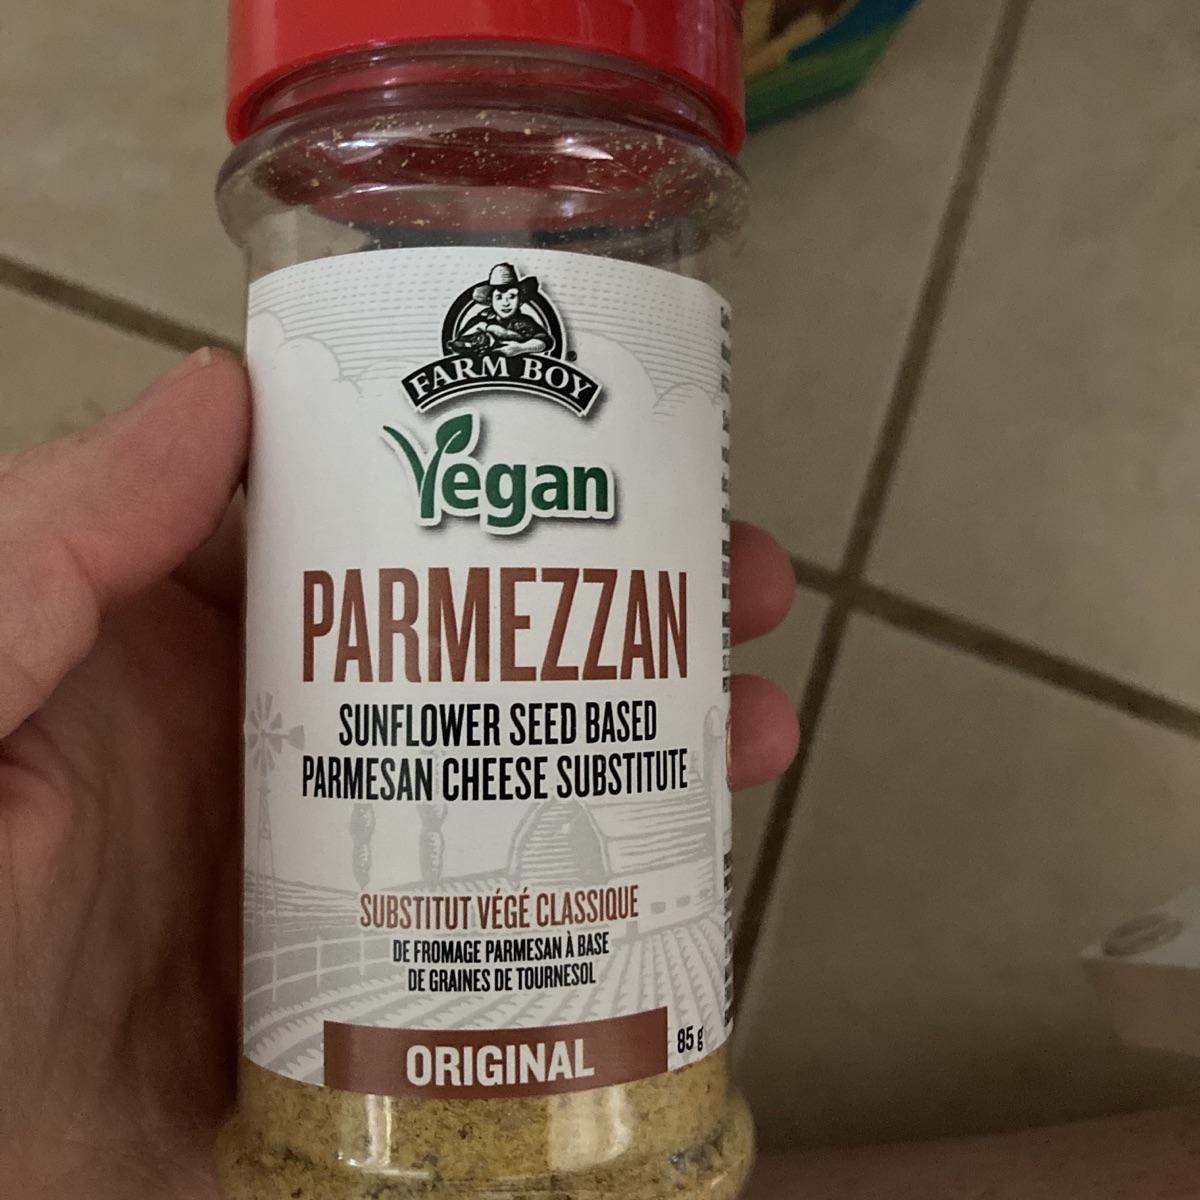 FARM BOY
Vegan
PARMEZZAN
SUNFLOWER SEED BASED
PARMESAN CHEESE SUBSTITUTE
SUBSTITUT VÉGÉ CLASSIQUE
DE FROMAGE PARMESAN À BASE
DE GRAINES DE TOURNESOL
ORIGINAL
85 g